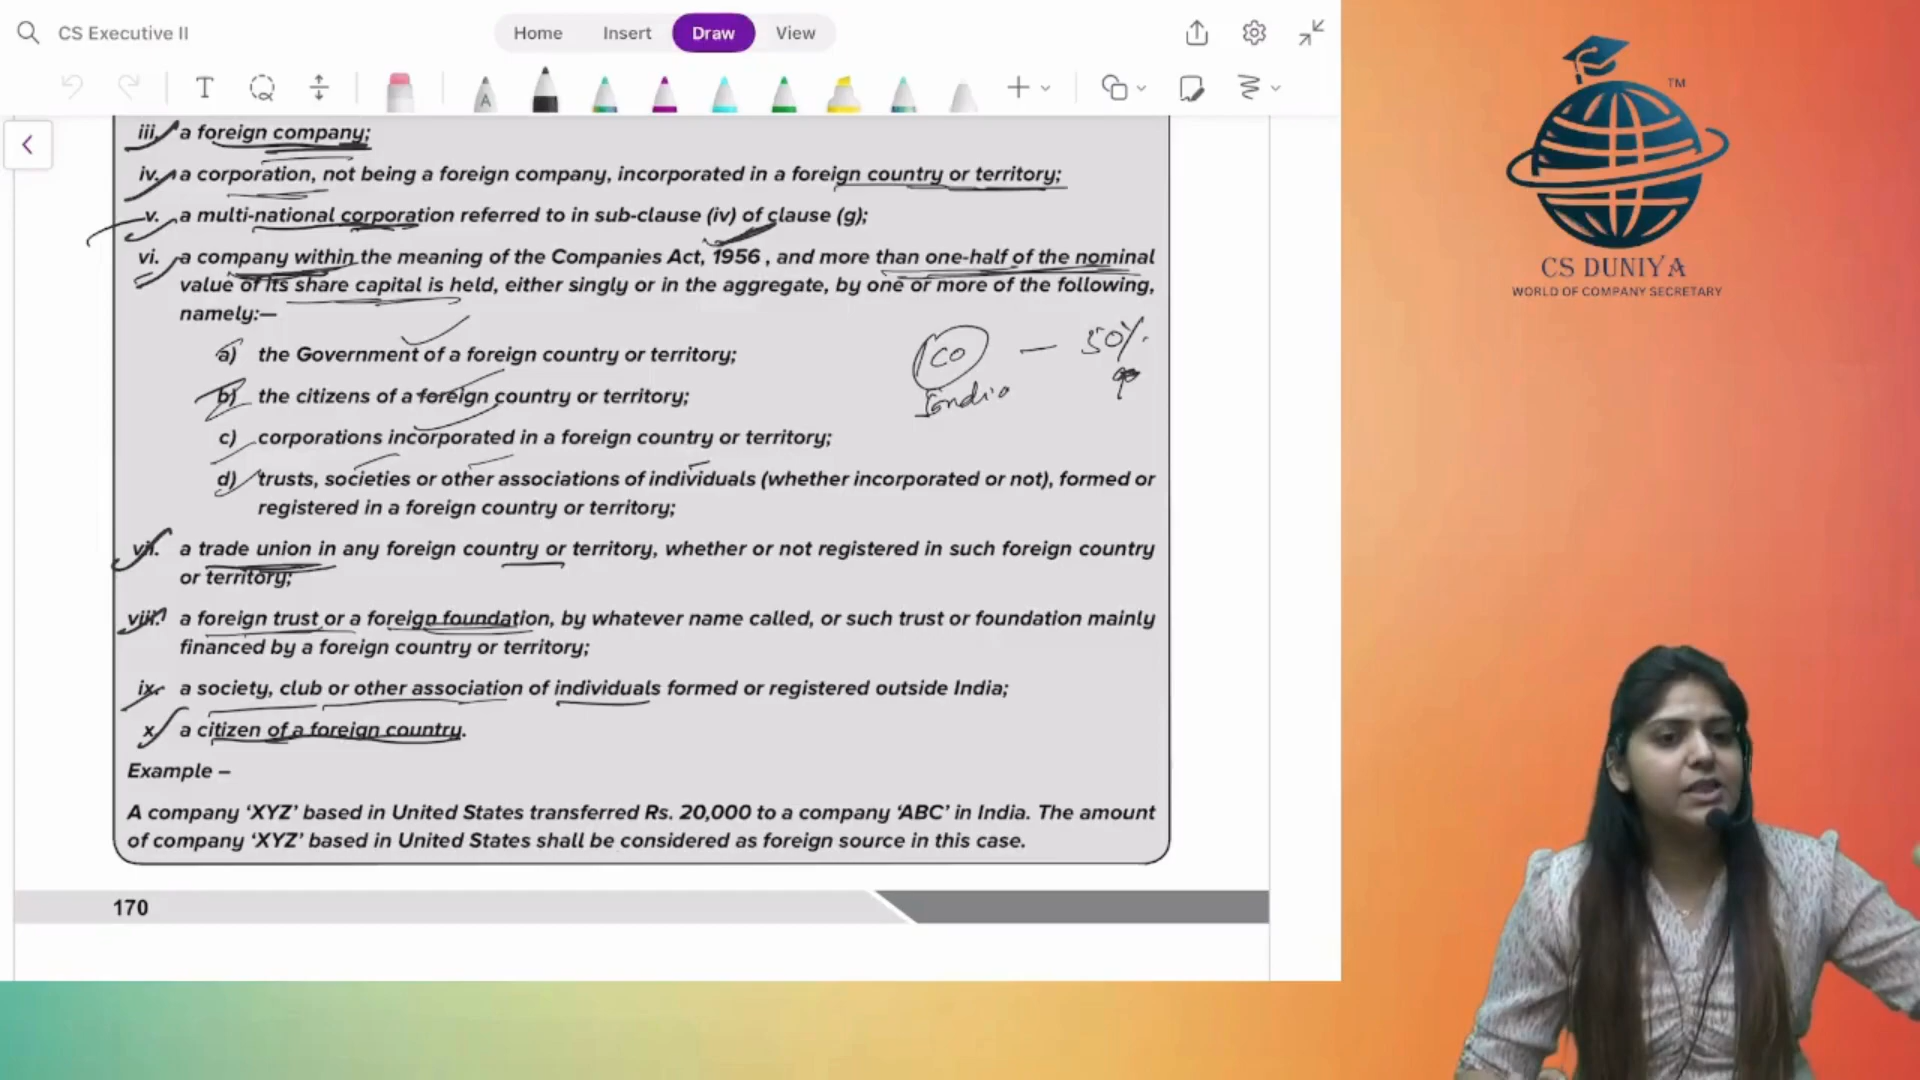 CS Executive II
Home Insert Draw View
T
A
iii. a foreign company;
iv. a corporation, not being a foreign company, incorporated in a foreign country or territory;
v. a multi-national corporation referred to in sub-clause (iv) of clause (g);
vi. a company within the meaning of the Companies Act, 1956 , and more than one-half of the nominal
value of its share capital is held, either singly or in the aggregate, by one or more of the following,
namely:—
a) the Government of a foreign country or territory;
b) the citizens of a foreign country or territory;
c) corporations incorporated in a foreign country or territory;
d) trusts, societies or other associations of individuals (whether incorporated or not), formed or
registered in a foreign country or territory;
CO — 50%
India
vii. a trade union in any foreign country or territory, whether or not registered in such foreign country
or territory;
viii. a foreign trust or a foreign foundation, by whatever name called, or such trust or foundation mainly
financed by a foreign country or territory;
ix. a society, club or other association of individuals formed or registered outside India;
x. a citizen of a foreign country.
Example –
A company ‘XYZ’ based in United States transferred Rs. 20,000 to a company ‘ABC’ in India. The amount
of company ‘XYZ’ based in United States shall be considered as foreign source in this case.
170
TM
CS DUNIYA
WORLD OF COMPANY SECRETARY